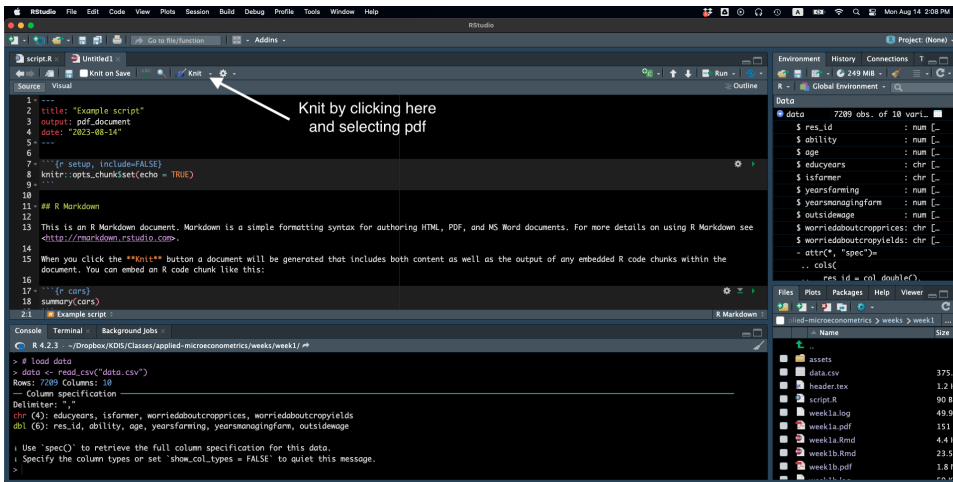 RStudio File Edit Code View Plots Session Build Debug Profile Tools Window Help Mon Aug 14 2:08 PM
RStudio
Go to file/function Addins Project: (None)
script.R Untitled1
Knit on Save Knit Run
Source Visual Outline
1 ---
2 title: "Example script"
3 output: pdf_document
4 date: "2023-08-14"
5 ---
6
7 ```{r setup, include=FALSE}
8 knitr::opts_chunk$set(echo = TRUE)
9 ```
10
11 ## R Markdown
12
13 This is an R Markdown document. Markdown is a simple formatting syntax for authoring HTML, PDF, and MS Word documents. For more details on using R Markdown see
<http://rmarkdown.rstudio.com>.
14
15 When you click the **Knit** button a document will be generated that includes both content as well as the output of any embedded R code chunks within the
document. You can embed an R code chunk like this:
16
17 ```{r cars}
18 summary(cars)
2:1 Example script R Markdown
Knit by clicking here
and selecting pdf
Console Terminal Background Jobs
R 4.2.3 · ~/Dropbox/KDIS/Classes/applied-microeconometrics/weeks/week1/
> # load data
> data <- read_csv("data.csv")
Rows: 7209 Columns: 10
── Column specification
Delimiter: ","
chr (4): educyears, isfarmer, worriedaboutcropprices, worriedaboutcropyields
dbl (6): res_id, ability, age, yearsfarming, yearsmanagingfarm, outsidewage
ℹ Use `spec()` to retrieve the full column specification for this data.
ℹ Specify the column types or set `show_col_types = FALSE` to quiet this message.
>
Environment History Connections T
249 MiB
R Global Environment
Data
data 7209 obs. of 10 vari…
$ res_id : num […
$ ability : num […
$ age : num […
$ educyears : chr […
$ isfarmer : chr […
$ yearsfarming : num […
$ yearsmanagingfarm : num […
$ outsidewage : num […
$ worriedaboutcropprices: chr […
$ worriedaboutcropyields: chr […
- attr(*, "spec")=
.. cols(
.. res_id = col_double(),
Files Plots Packages Help Viewer
plied-microeconometrics > weeks > week1 ...
Name Size
..
assets
data.csv 375.
header.tex 1.2
script.R 90 B
week1a.log 49.9
week1a.pdf 151
week1a.Rmd 4.4
week1b.Rmd 23.5
week1b.pdf 1.8